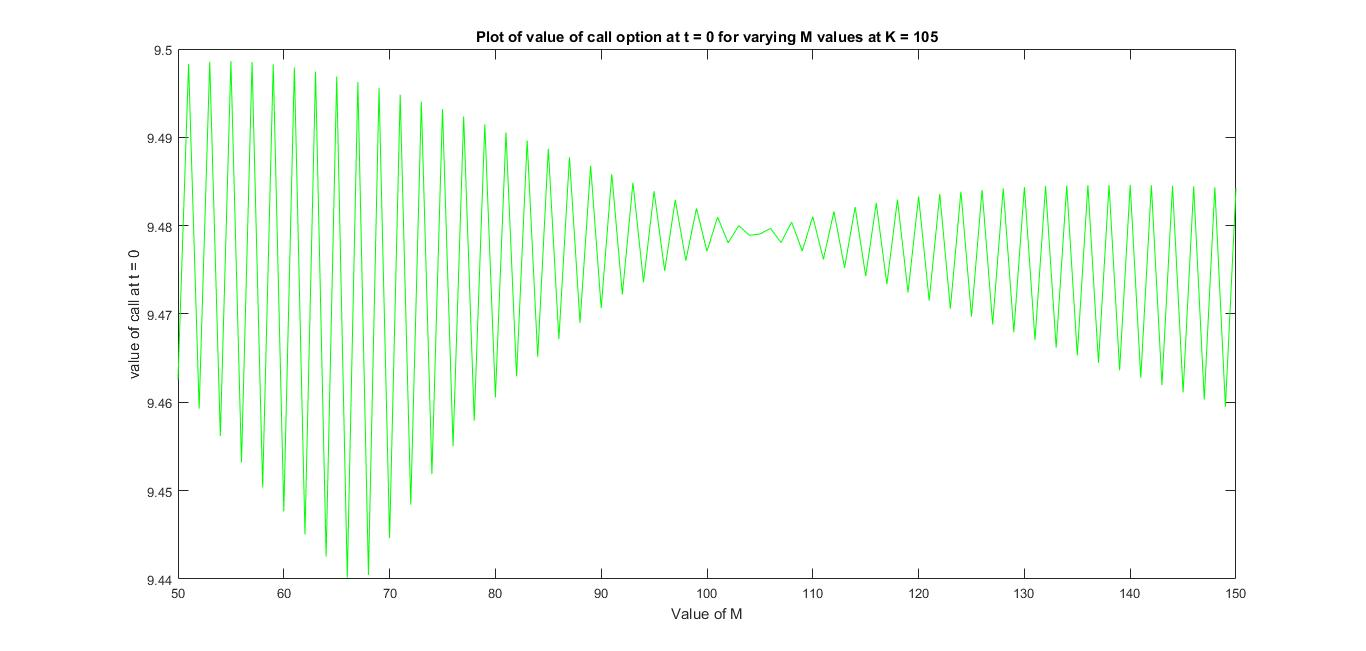 Plot of value of call option at t = 0 for varying M values at K = 105
9.5
9.49
9.48
9.47
9.46
9.45
9.44
value of call at t = 0
50 60 70 80 90 100 110 120 130 140 150
Value of M